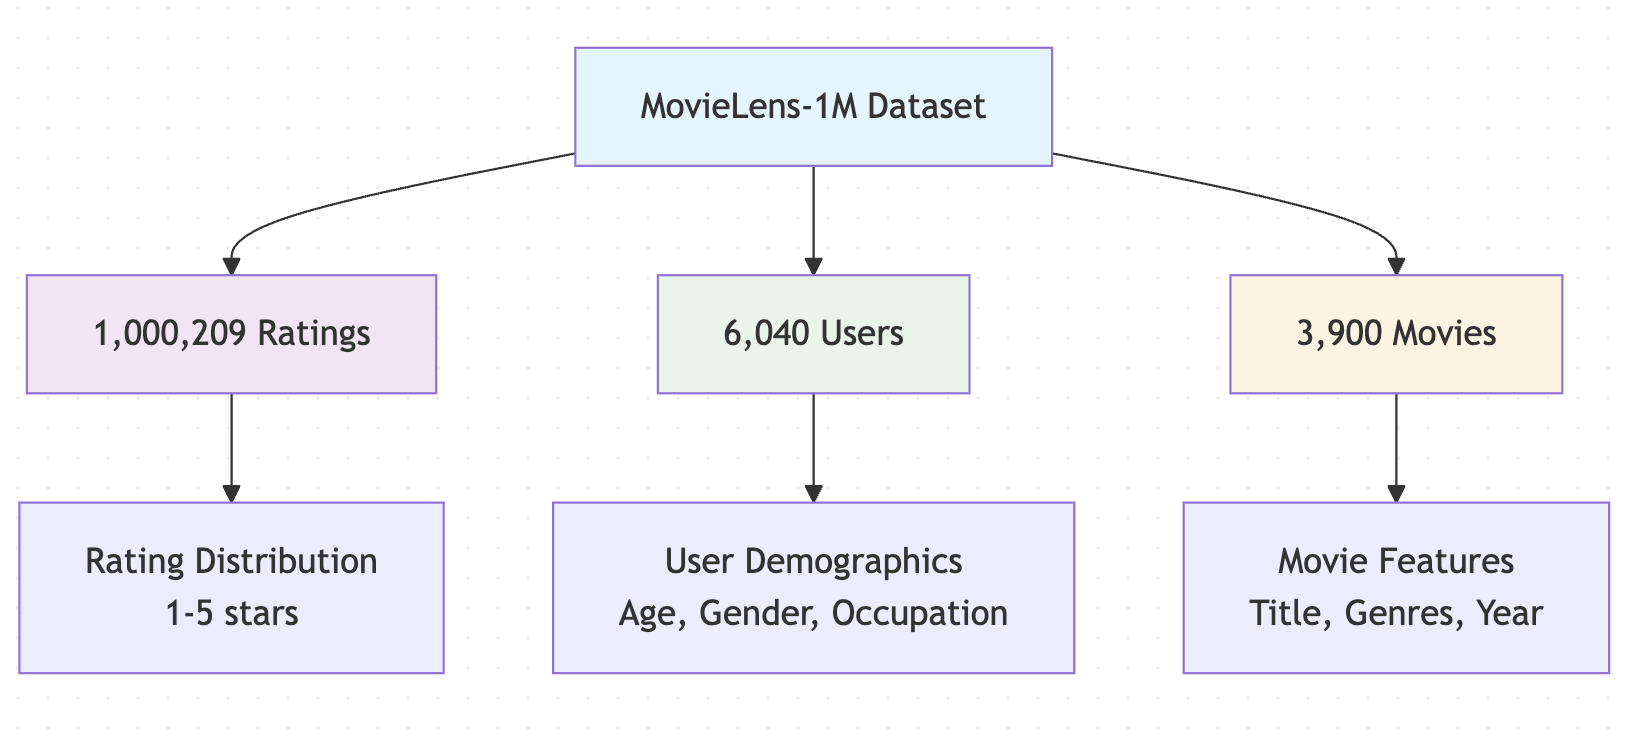 MovieLens-1M Dataset
1,000,209 Ratings
6,040 Users
3,900 Movies
Rating Distribution
1-5 stars
User Demographics
Age, Gender, Occupation
Movie Features
Title, Genres, Year